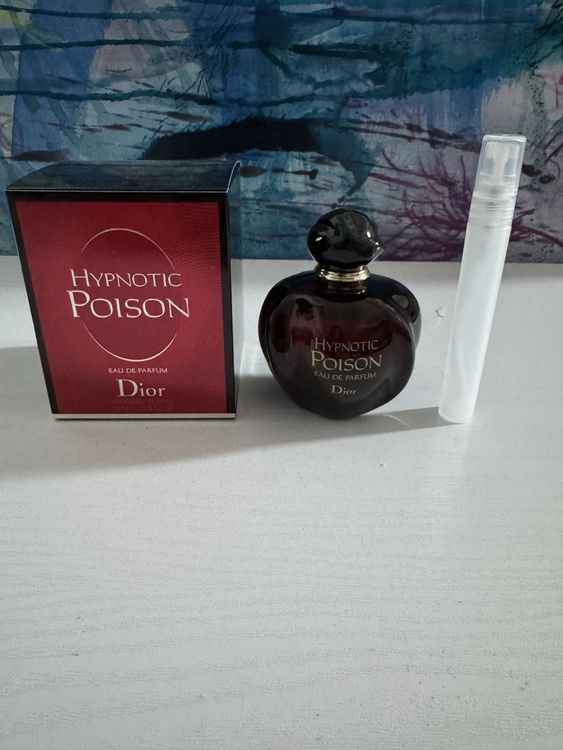 HYPNOTIC
POISON
EAU DE PARFUM
Dior
HYPNOTIC
POISON
EAU DE PARFUM
Dior